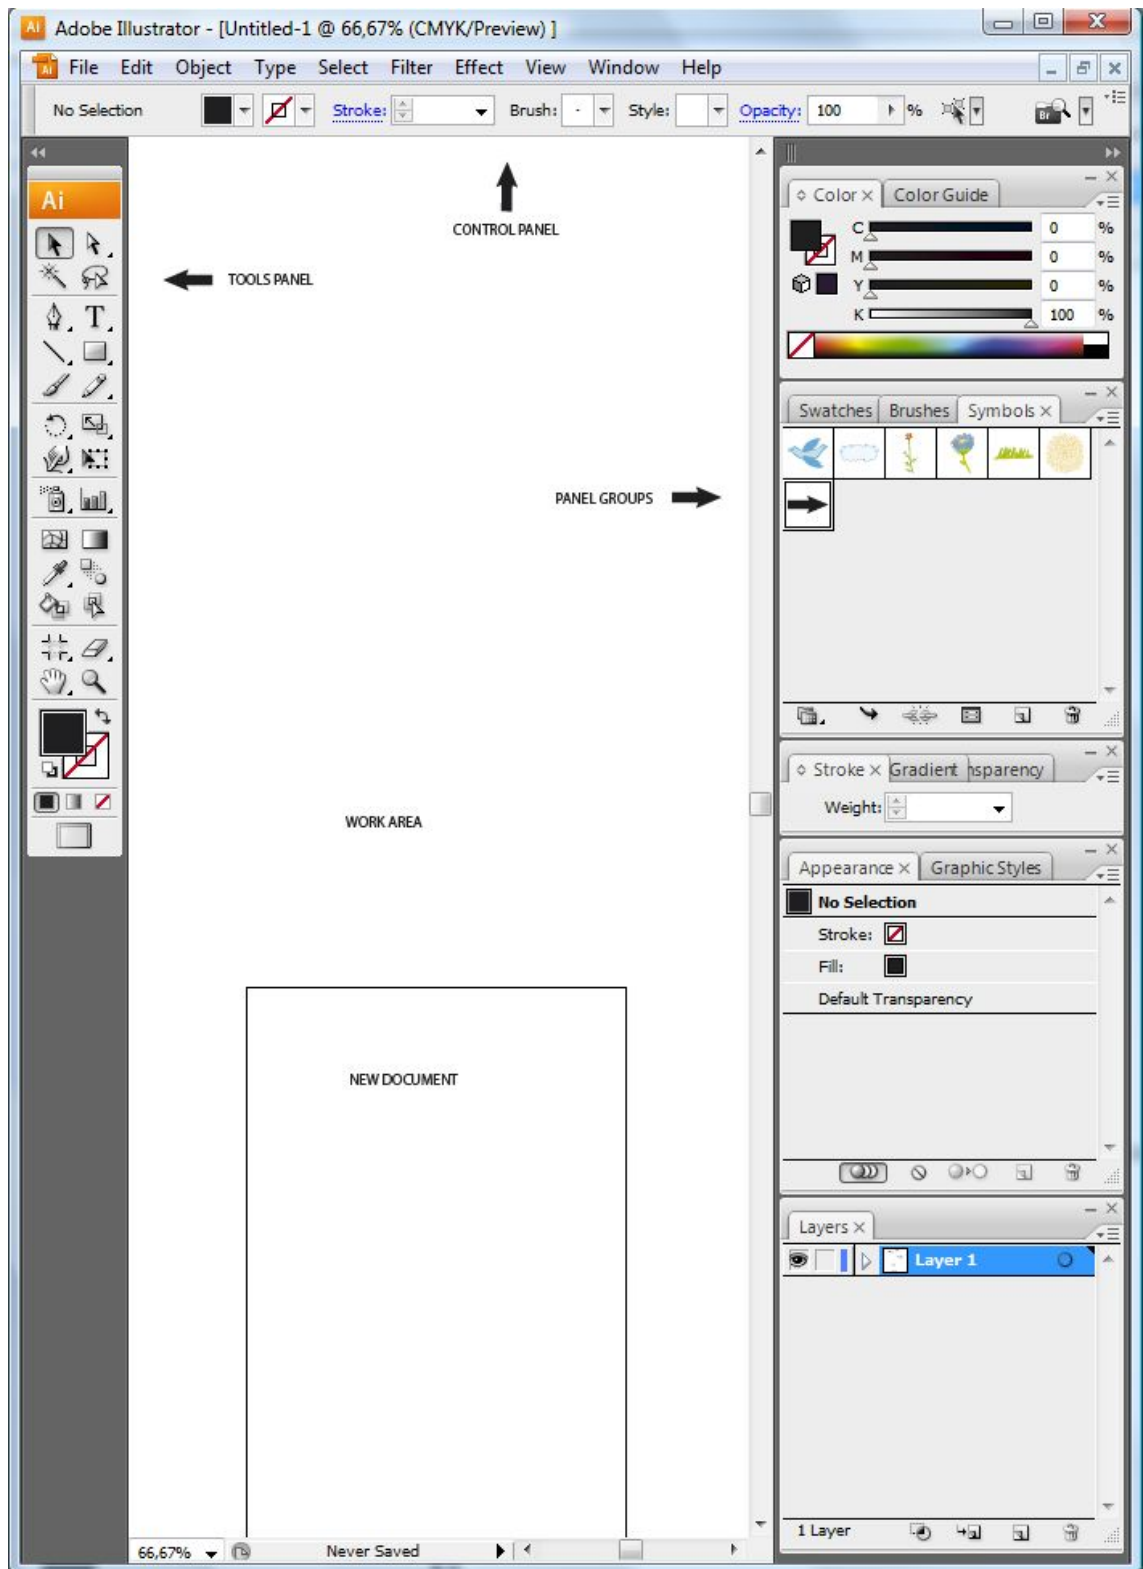 Ai Adobe Illustrator - [Untitled-1 @ 66,67% (CMYK/Preview) ]
Ai File Edit Object Type Select Filter Effect View Window Help
No Selection Stroke: Brush: Style: Opacity: 100 % Br
Ai
CONTROL PANEL
TOOLS PANEL
T
PANEL GROUPS
WORK AREA
NEW DOCUMENT
Color Color Guide
C 0 %
M 0 %
Y 0 %
K 100 %
Swatches Brushes Symbols
Stroke Gradient nsparency
Weight:
Appearance Graphic Styles
No Selection
Stroke:
Fill:
Default Transparency
Layers
Layer 1
1 Layer
66,67% Never Saved